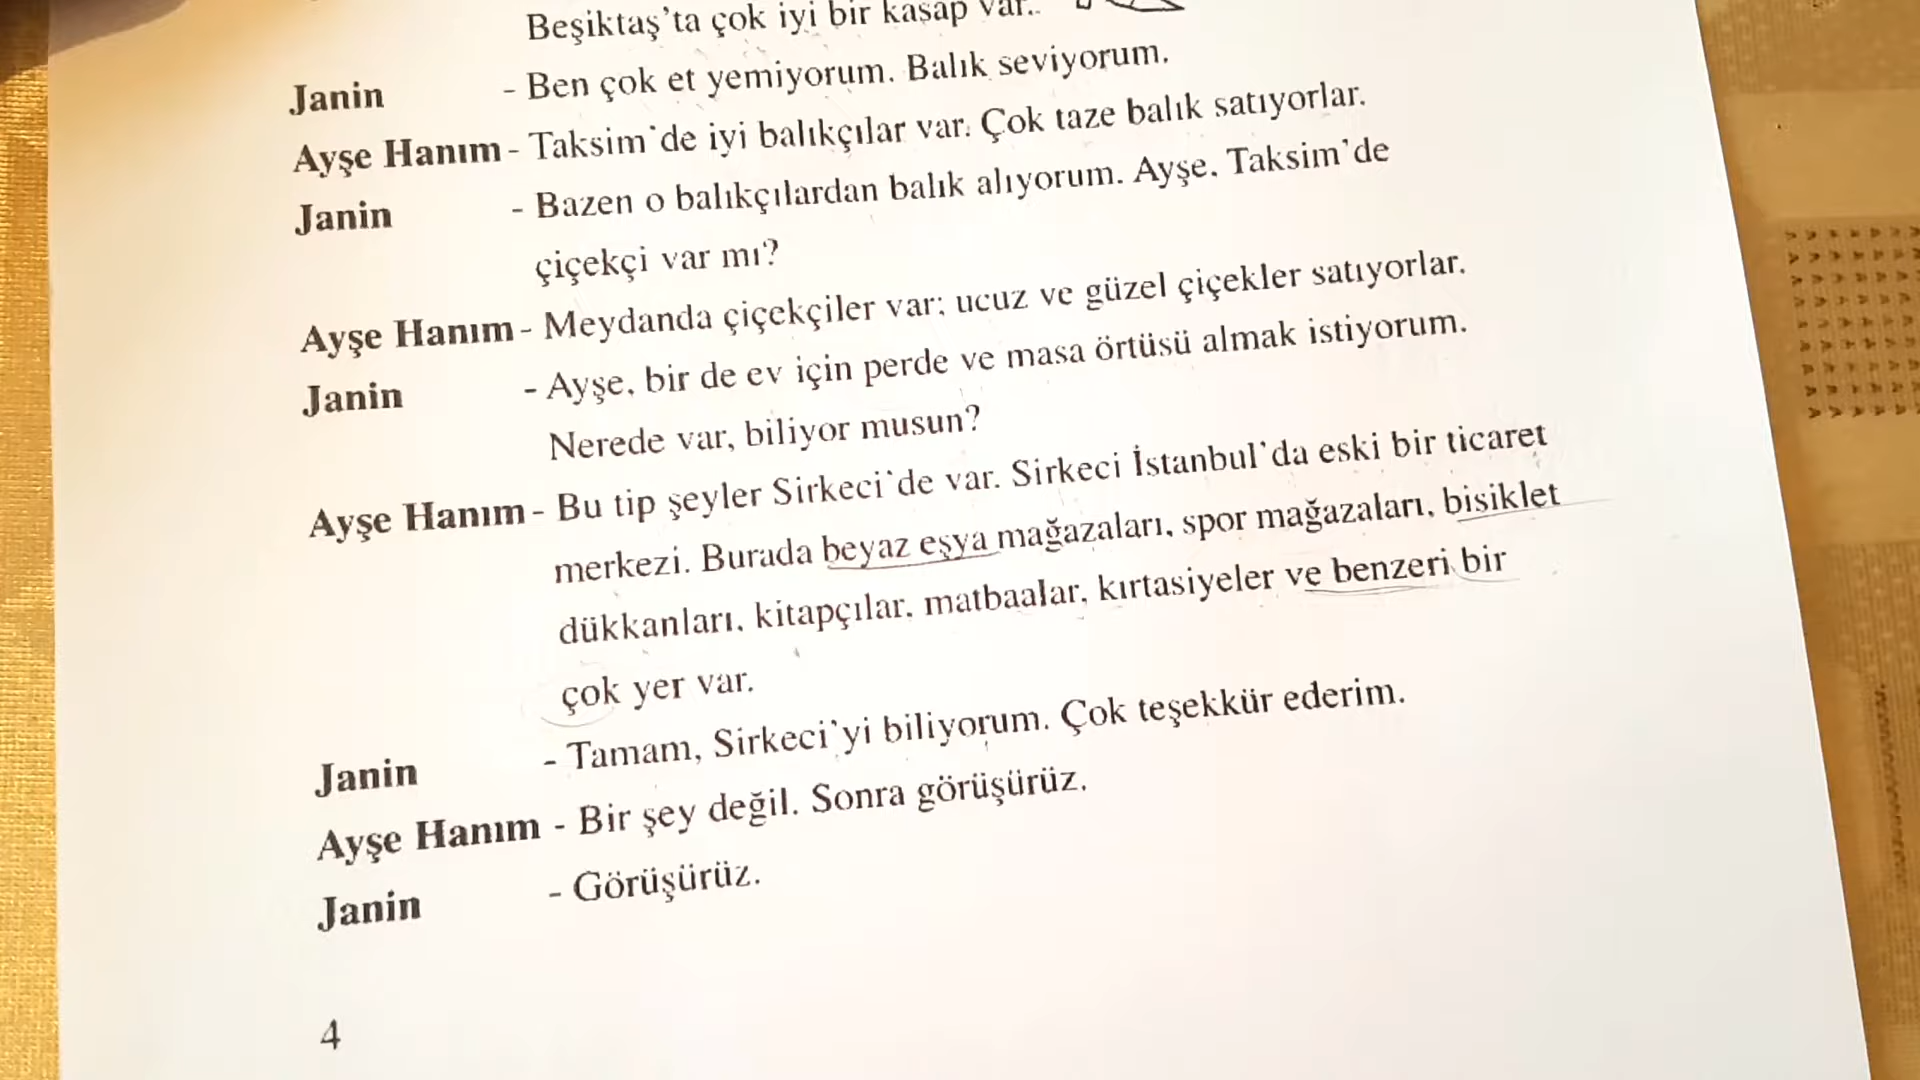 Beşiktaş'ta çok iyi bir kasap var..
Janin - Ben çok et yemiyorum. Balık seviyorum.
Ayşe Hanım - Taksim'de iyi balıkçılar var. Çok taze balık satıyorlar.
Janin - Bazen o balıkçılardan balık alıyorum. Ayşe, Taksim'de
çiçekçi var mı?
Ayşe Hanım - Meydanda çiçekçiler var; ucuz ve güzel çiçekler satıyorlar.
Janin - Ayşe, bir de ev için perde ve masa örtüsü almak istiyorum.
Nerede var, biliyor musun?
Ayşe Hanım - Bu tip şeyler Sirkeci'de var. Sirkeci İstanbul'da eski bir ticaret
merkezi. Burada beyaz eşya mağazaları, spor mağazaları, bisiklet
dükkanları, kitapçılar, matbaalar, kırtasiyeler ve benzeri bir
çok yer var.
Janin - Tamam, Sirkeci'yi biliyorum. Çok teşekkür ederim.
Ayşe Hanım - Bir şey değil. Sonra görüşürüz.
Janin - Görüşürüz.
4